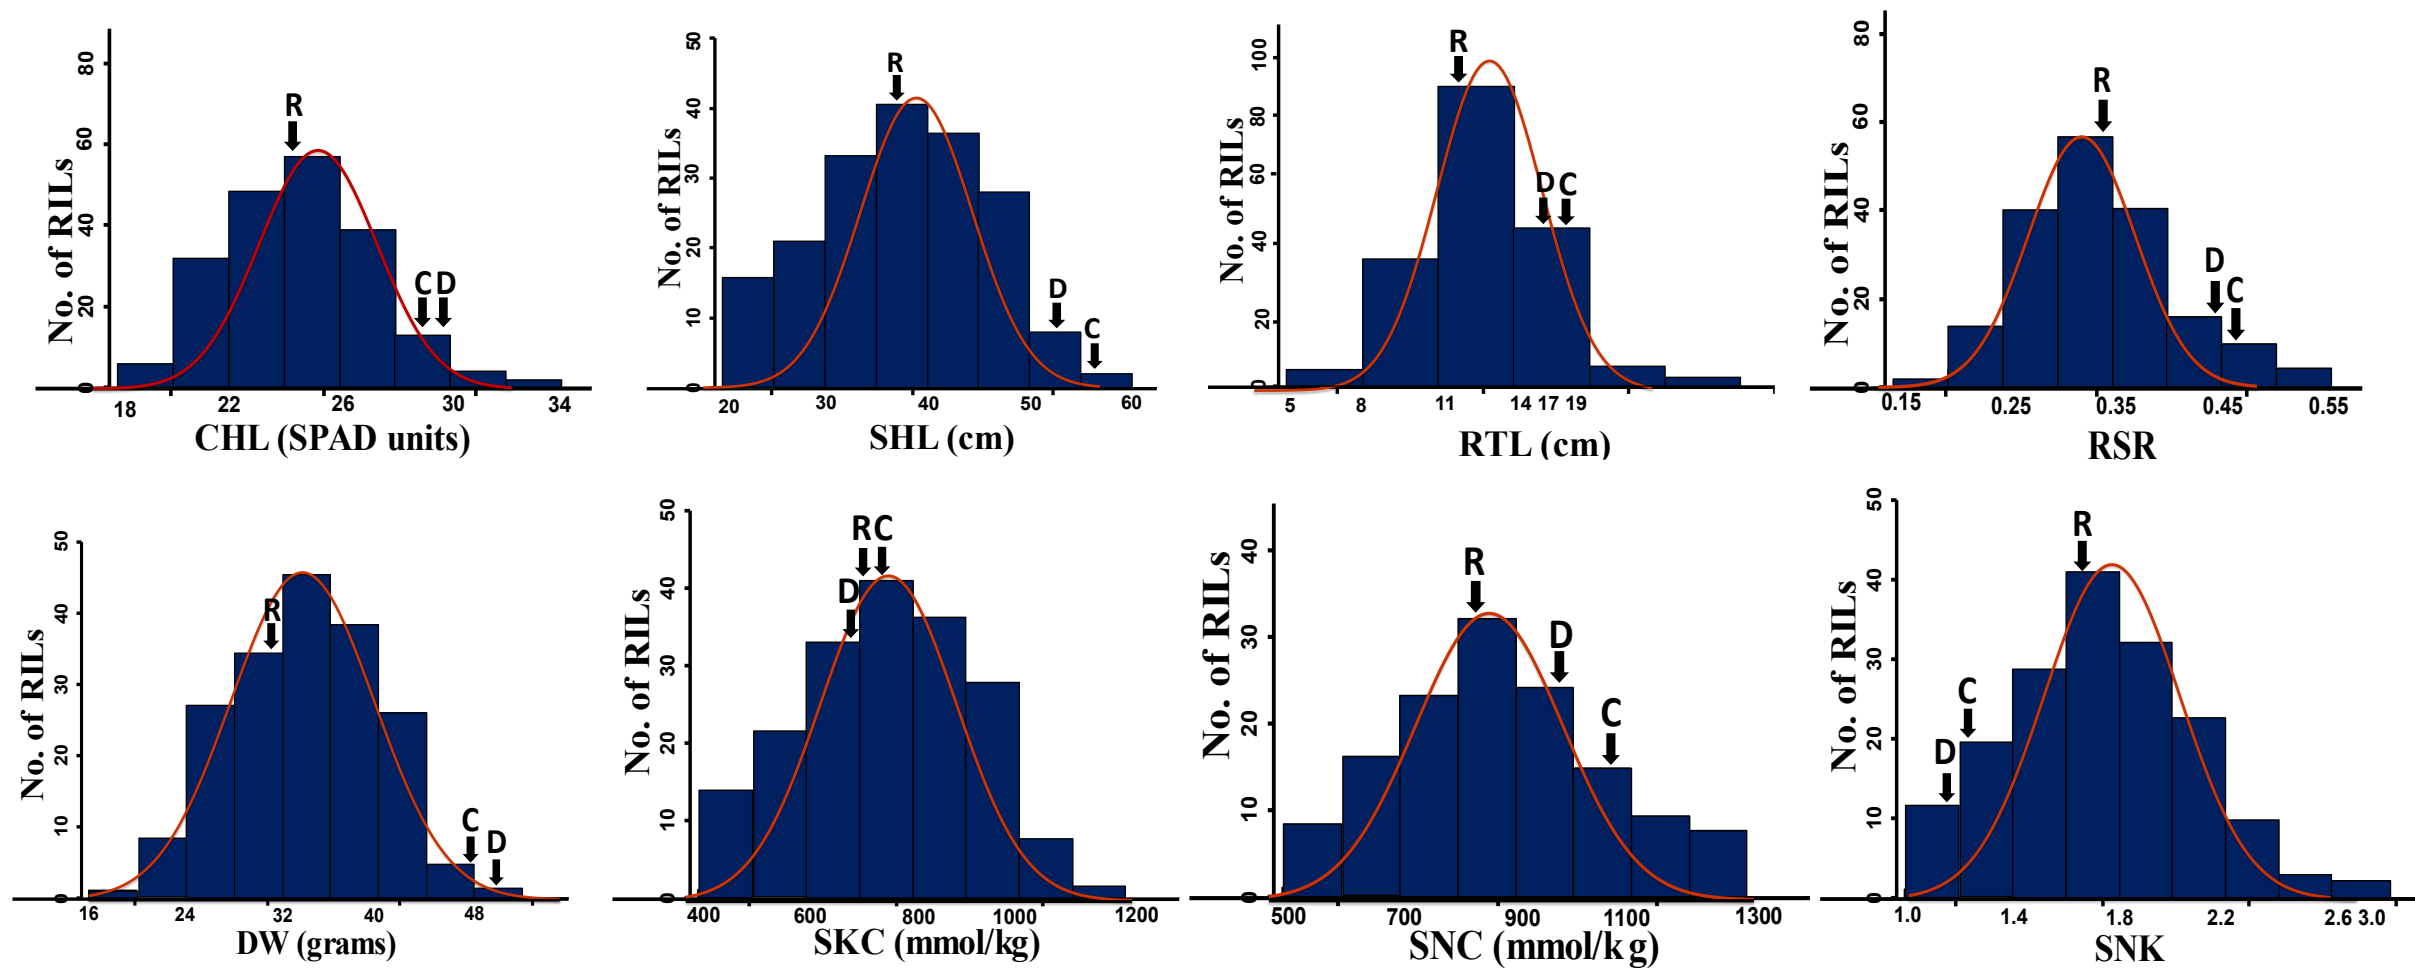 80
60
40
20
0
No. of RILs
R
C D
18 22 26 30 34
CHL (SPAD units)
50
40
30
20
10
0
No. of RILs
R
D
C
20 30 40 50 60
SHL (cm)
100
80
60
40
20
0
No. of RILs
R
D C
5 8 11 14 17 19
RTL (cm)
80
60
40
20
0
No. of RILs
R
D
C
0.15 0.25 0.35 0.45 0.55
RSR
50
40
30
20
10
0
No. of RILs
R
C
D
16 24 32 40 48
DW (grams)
50
40
30
20
10
0
No. of RILs
R C
D
400 600 800 1000 1200
SKC (mmol/kg)
40
30
20
10
0
No. of RILs
R
D
C
500 700 900 1100 1300
SNC (mmol/k g)
50
40
30
20
10
0
No. of RILs
R
C
D
1.0 1.4 1.8 2.2 2.6 3.0
SNK